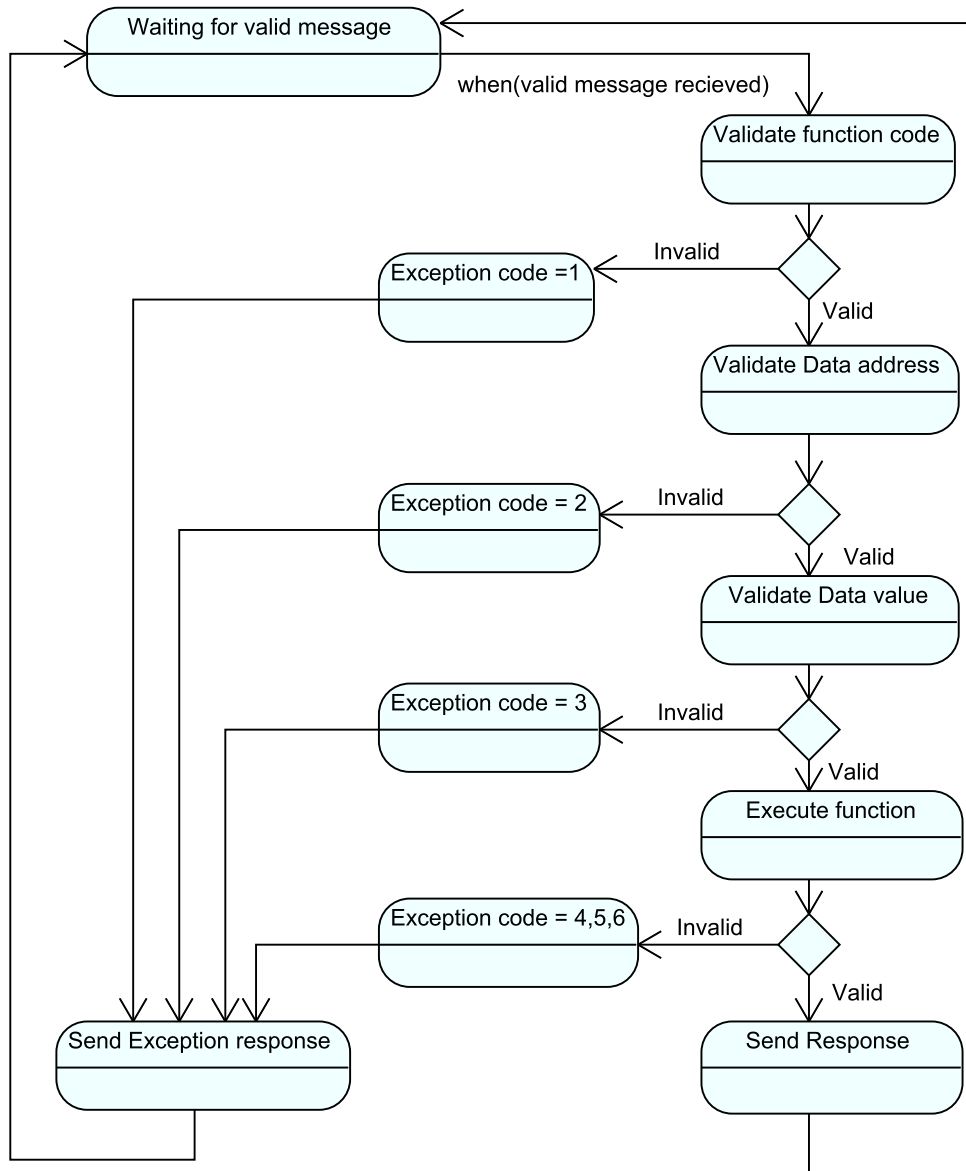 Waiting for valid message
when(valid message recieved)
Validate function code
Invalid
Exception code =1
Valid
Validate Data address
Invalid
Exception code = 2
Valid
Validate Data value
Invalid
Exception code = 3
Valid
Execute function
Invalid
Exception code = 4,5,6
Valid
Send Exception response
Send Response